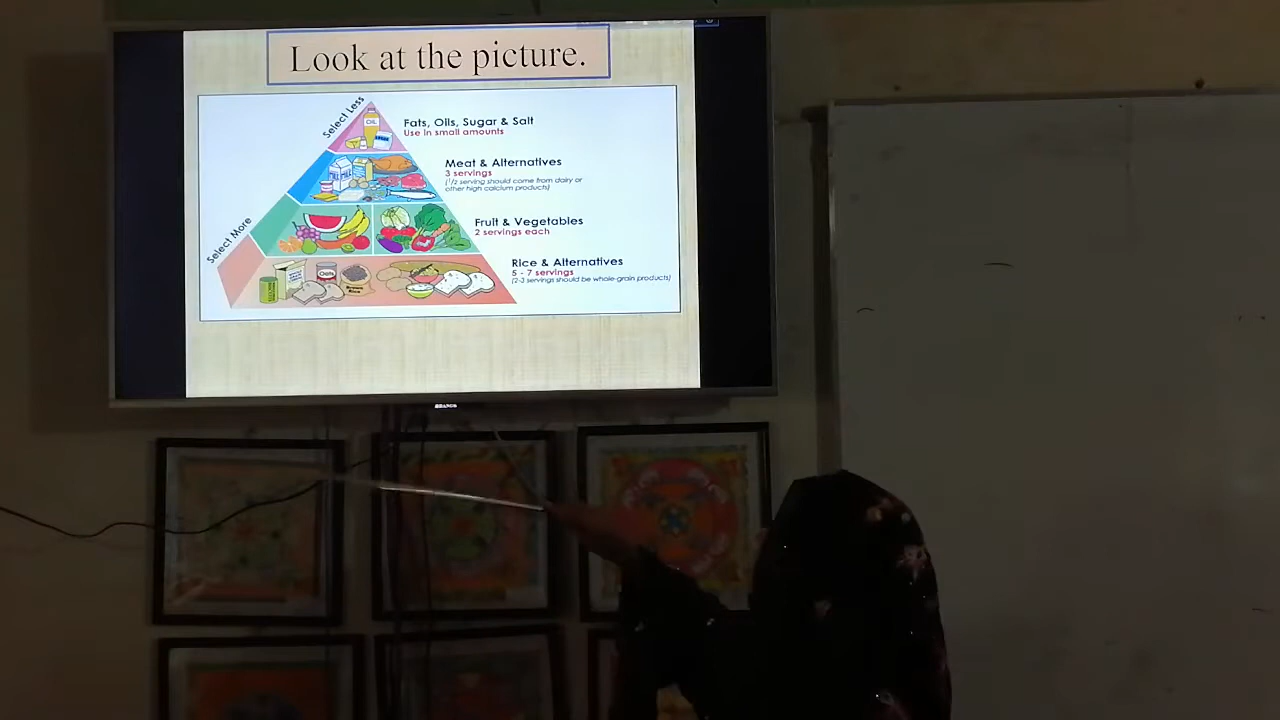 Look at the picture.
Select Less
OIL
Fats, Oils, Sugar & Salt
Use in small amounts
Meat & Alternatives
3 servings
(1/2 serving should come from dairy or
other high calcium products)
Select More
Fruit & Vegetables
2 servings each
Rice & Alternatives
5 - 7 servings
(2-3 servings should be whole-grain products)
Oats
Brown
Rice